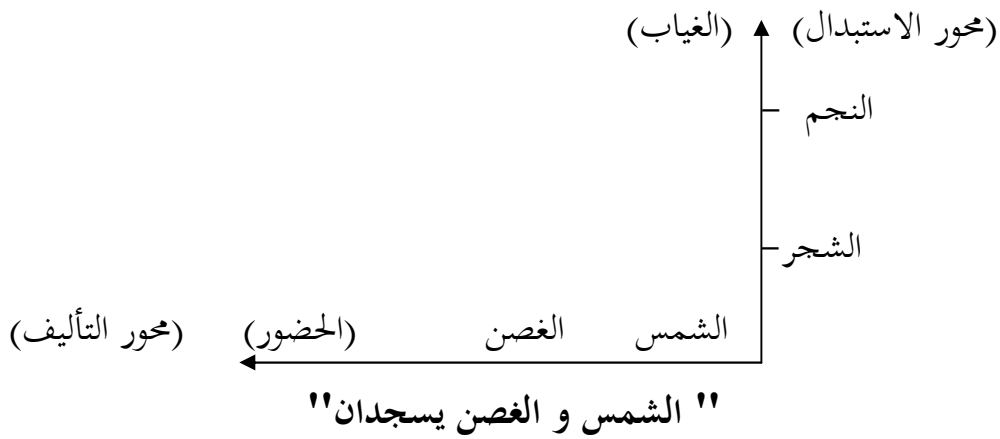 (محور الاستبدال) (الغياب)
النجم
الشجر
الشمس الغصن (الحضور) (محور التأليف)
" الشمس و الغصن يسجدان"